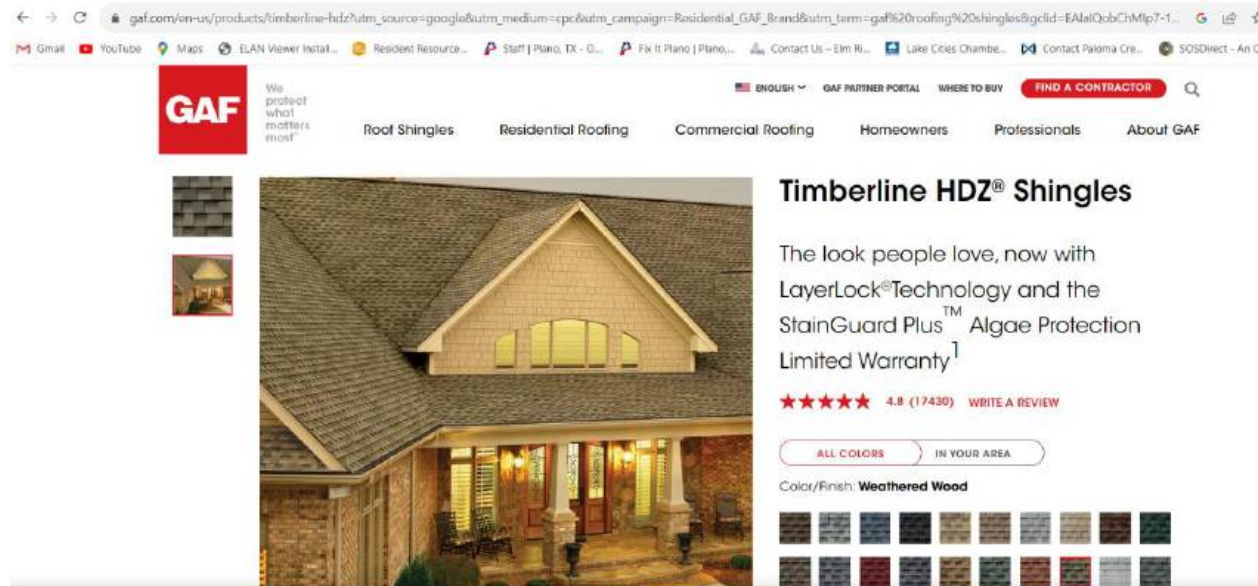 gaf.com/en-us/products/timberline-hdz?utm_source=google&utm_medium=cpc&utm_campaign=Residential_GAF_Brand&utm_term=gaf%20roofing%20shingles&gclid=EAIaIQobChMIp7-1...
Gmail YouTube Maps ELAN Viewer Install... Resident Resource... Staff | Plano, TX - O... Fix It Plano | Plano,... Contact Us – Elm Ri... Lake Cities Chambe... Contact Paloma Cre... SOSDirect - An
GAF
We
protect
what
matters
most™
ENGLISH GAF PARTNER PORTAL WHERE TO BUY FIND A CONTRACTOR
Roof Shingles Residential Roofing Commercial Roofing Homeowners Professionals About GAF
Timberline HDZ® Shingles
The look people love, now with
LayerLock®Technology and the
StainGuard Plus™ Algae Protection
Limited Warranty1
4.8 (17430) WRITE A REVIEW
ALL COLORS IN YOUR AREA
Color/Finish: Weathered Wood